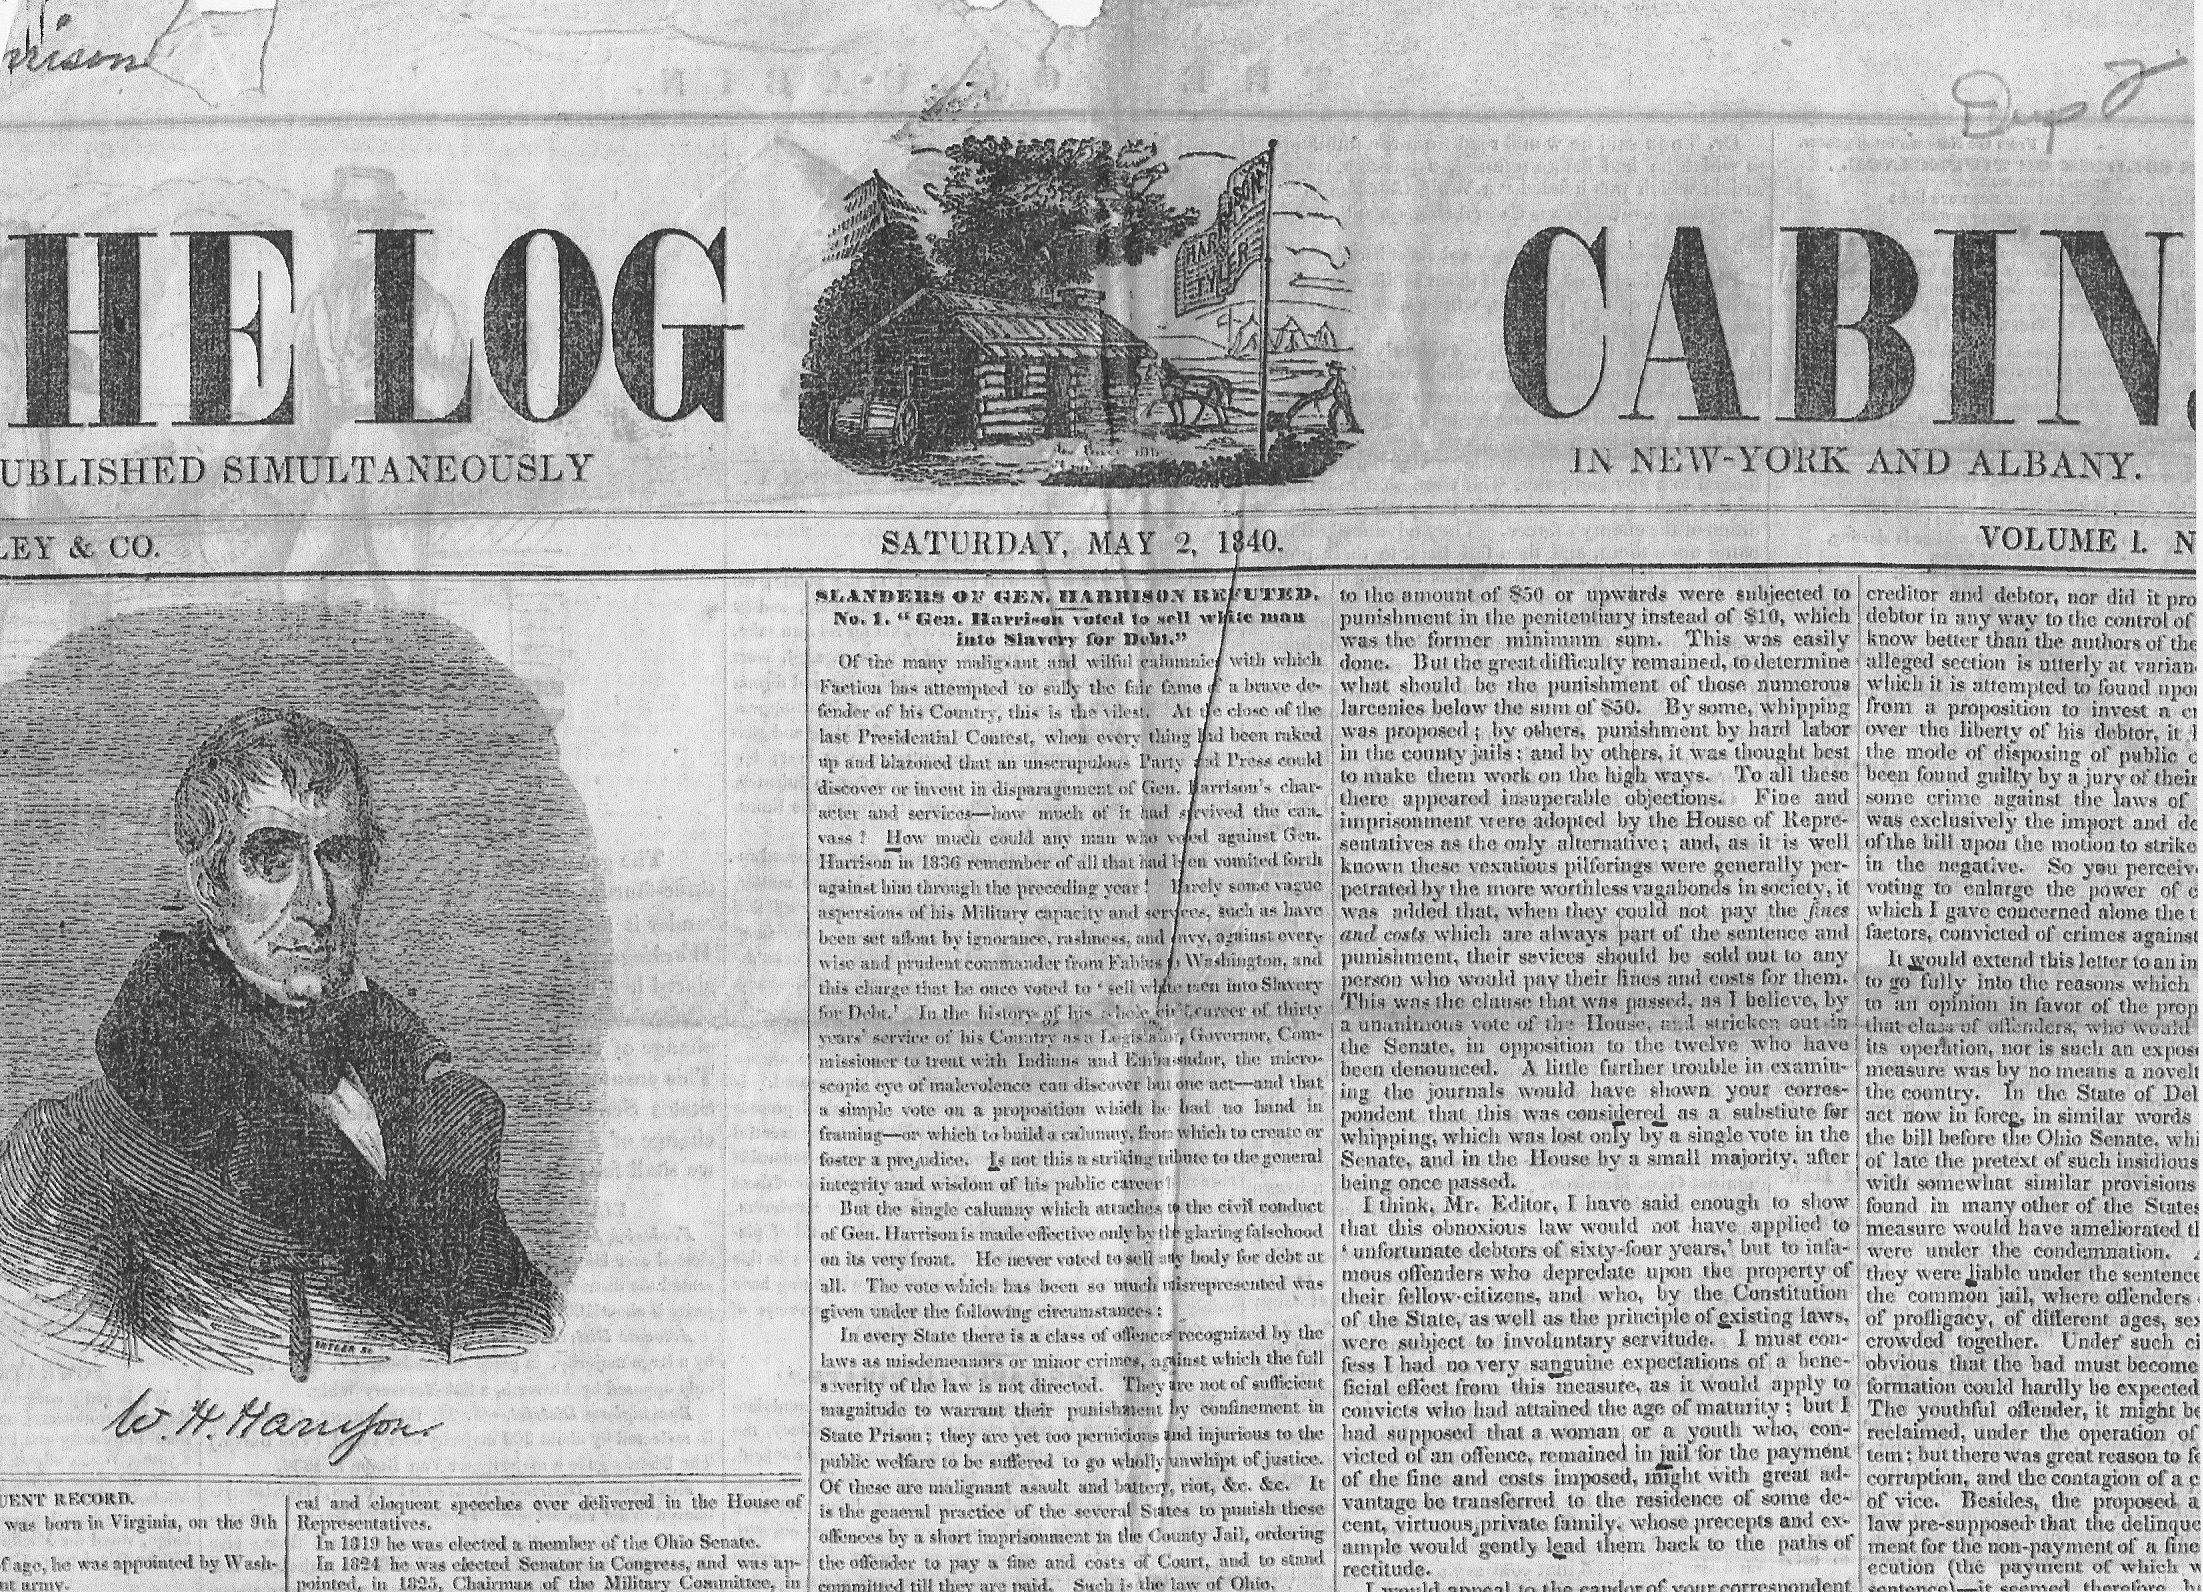 rrison
Dup 2
HE LOG CABIN.
HARRISON
TYLER
UBLISHED SIMULTANEOUSLY
IN NEW-YORK AND ALBANY.
LEY & CO.
SATURDAY, MAY 2, 1840.
VOLUME I. N
BUTLER SC.
W. H. Harrison.
UENT RECORD.
was born in Virginia, on the 9th
f age, he was appointed by Wash-
nt army.
cal and eloquent speeches ever delivered in the House of
Representatives.
In 1819 he was elected a member of the Ohio Senate.
In 1824 he was elected Senator in Congress, and was ap-
pointed, in 1825, Chairman of the Military Committee, in
SLANDERS OF GEN. HARRISON REFUTED.
No. 1. "Gen. Harrison voted to sell white man
into Slavery for Debt."
Of the many malignant and wilful calumnies with which
Faction has attempted to sully the fair fame of a brave de-
fender of his Country, this is the vilest. At the close of the
last Presidential Contest, when every thing had been raked
up and blazoned that an unscrupulous Party and Press could
discover or invent in disparagement of Gen. Harrison's char-
acter and services—how much of it had survived the can-
vass? How much could any man who voted against Gen.
Harrison in 1836 remember of all that had been vomited forth
against him through the preceding year! Barely some vague
aspersions of his Military capacity and services, such as have
been set afloat by ignorance, rashness, and envy, against every
wise and prudent commander from Fabius to Washington, and
this charge that he once voted to 'sell white men into Slavery
for Debt.' In the history of his whole civil career of thirty
years' service of his Country as a Legislator, Governor, Com-
missioner to treat with Indians and Embassador, the micro-
scopic eye of malevolence can discover but one act—and that
a simple vote on a proposition which he had no hand in
framing—or which to build a calumny, from which to create or
foster a prejudice. Is not this a striking tribute to the general
integrity and wisdom of his public career!
But the single calumny which attaches to the civil conduct
of Gen. Harrison is made effective only by the glaring falsehood
on its very front. He never voted to sell any body for debt at
all. The vote which has been so much misrepresented was
given under the following circumstances:
In every State there is a class of offences recognized by the
laws as misdemeanors or minor crimes, against which the full
severity of the law is not directed. They are not of sufficient
magnitude to warrant their punishment by confinement in
State Prison; they are yet too pernicious and injurious to the
public welfare to be suffered to go wholly unwhipt of justice.
Of these are malignant asault and battery, riot, &c. &c. It
is the general practice of the several States to punish these
offences by a short imprisonment in the County Jail, ordering
the offender to pay a fine and costs of Court, and to stand
committed till they are paid. Such is the law of Ohio.
to the amount of $50 or upwards were subjected to
punishment in the penitentiary instead of $10, which
was the former minimum sum. This was easily
done. But the great difficulty remained, to determine
what should be the punishment of those numerous
larcenies below the sum of $50. By some, whipping
was proposed; by others, punishment by hard labor
in the county jails; and by others, it was thought best
to make them work on the high ways. To all these
there appeared insuperable objections. Fine and
imprisonment were adopted by the House of Repre-
sentatives as the only alternative; and, as it is well
known these vexatious pilferings were generally per-
petrated by the more worthless vagabonds in society, it
was added that, when they could not pay the fines
and costs which are always part of the sentence and
punishment, their sevices should be sold out to any
person who would pay their fines and costs for them.
This was the clause that was passed, as I believe, by
a unanimous vote of the House, and stricken out in
the Senate, in opposition to the twelve who have
been denounced. A little further trouble in examin-
ing the journals would have shown your corres-
pondent that this was considered as a substiute for
whipping, which was lost only by a single vote in the
Senate, and in the House by a small majority, after
being once passed.
I think, Mr. Editor, I have said enough to show
that this obnoxious law would not have applied to
'unfortunate debtors of sixty-four years,' but to infa-
mous offenders who depredate upon the property of
their fellow-citizens, and who, by the Constitution
of the State, as well as the principle of existing laws,
were subject to involuntary servitude. I must con-
fess I had no very sanguine expectations of a bene-
ficial effect from this measure, as it would apply to
convicts who had attained the age of maturity; but I
had supposed that a woman or a youth who, con-
victed of an offence, remained in jail for the payment
of the fine and costs imposed, might with great ad-
vantage be transferred to the residence of some de-
cent, virtuous, private family, whose precepts and ex-
ample would gently lead them back to the paths of
rectitude.
I would appeal to the candor of your correspondent
creditor and debtor, nor did it pro
debtor in any way to the control of
know better than the authors of the
alleged section is utterly at varian
which it is attempted to found upon
from a proposition to invest a cr
over the liberty of his debtor, it
the mode of disposing of public
been found guilty by a jury of their
some crime against the laws of
was exclusively the import and de
of the bill upon the motion to strike
in the negative. So you perceiv
voting to enlarge the power of c
which I gave concerned alone the t
factors, convicted of crimes against
It would extend this letter to an in
to go fully into the reasons which
to an opinion in favor of the prop
that class of offenders, who would
its operation, nor is such an expos
measure was by no means a novelt
the country. In the State of Del
act now in force, in similar words
the bill before the Ohio Senate, whi
of late the pretext of such insidious
with somewhat similar provisions
found in many other of the States
measure would have ameliorated t
were under the condemnation.
they were liable under the sentence
the common jail, where offenders
of profligacy, of different ages, sex
crowded together. Under such ci
obvious that the bad must become
formation could hardly be expected
The youthful offender, it might be
reclaimed, under the operation of
tem; but there was great reason to fe
corruption, and the contagion of a c
of vice. Besides, the proposed a
law pre-supposed that the delinque
ment for the non-payment of a fine
ecution (the payment of which w